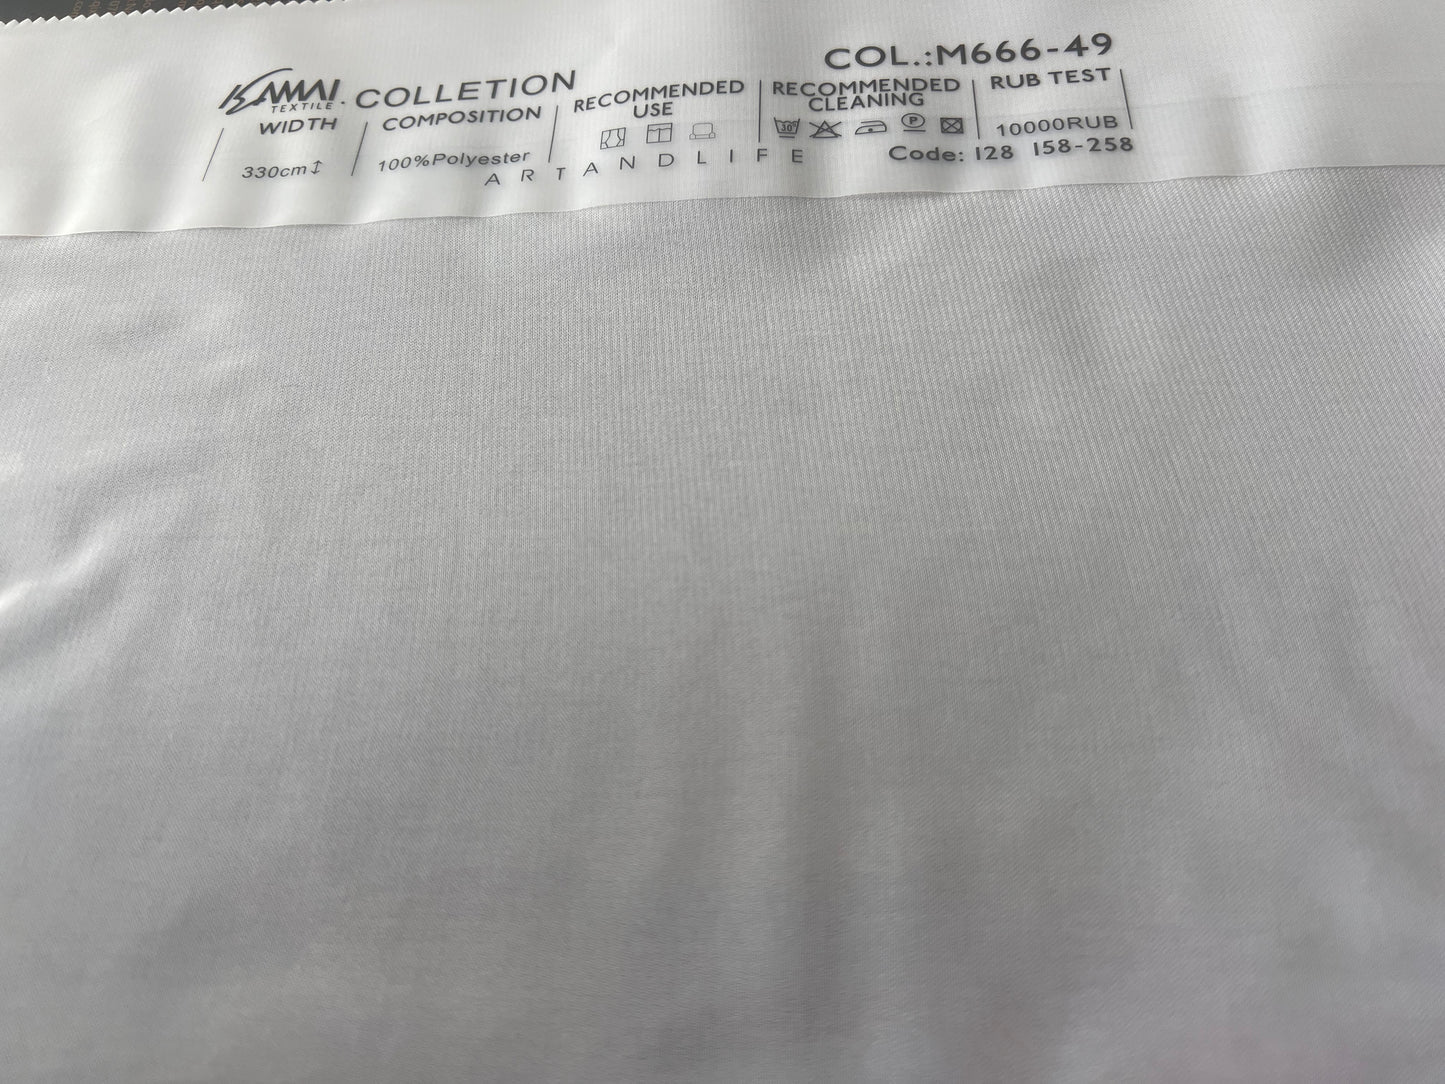 COL.:M666-49
KAMAI TEXTILE. COLLETION
WIDTH
330cm↕
COMPOSITION
100%Polyester
RECOMMENDED
USE
RECOMMENDED
CLEANING
30°
P
RUB TEST
10000RUB
Code: 128 158-258
ARTANDLIFE